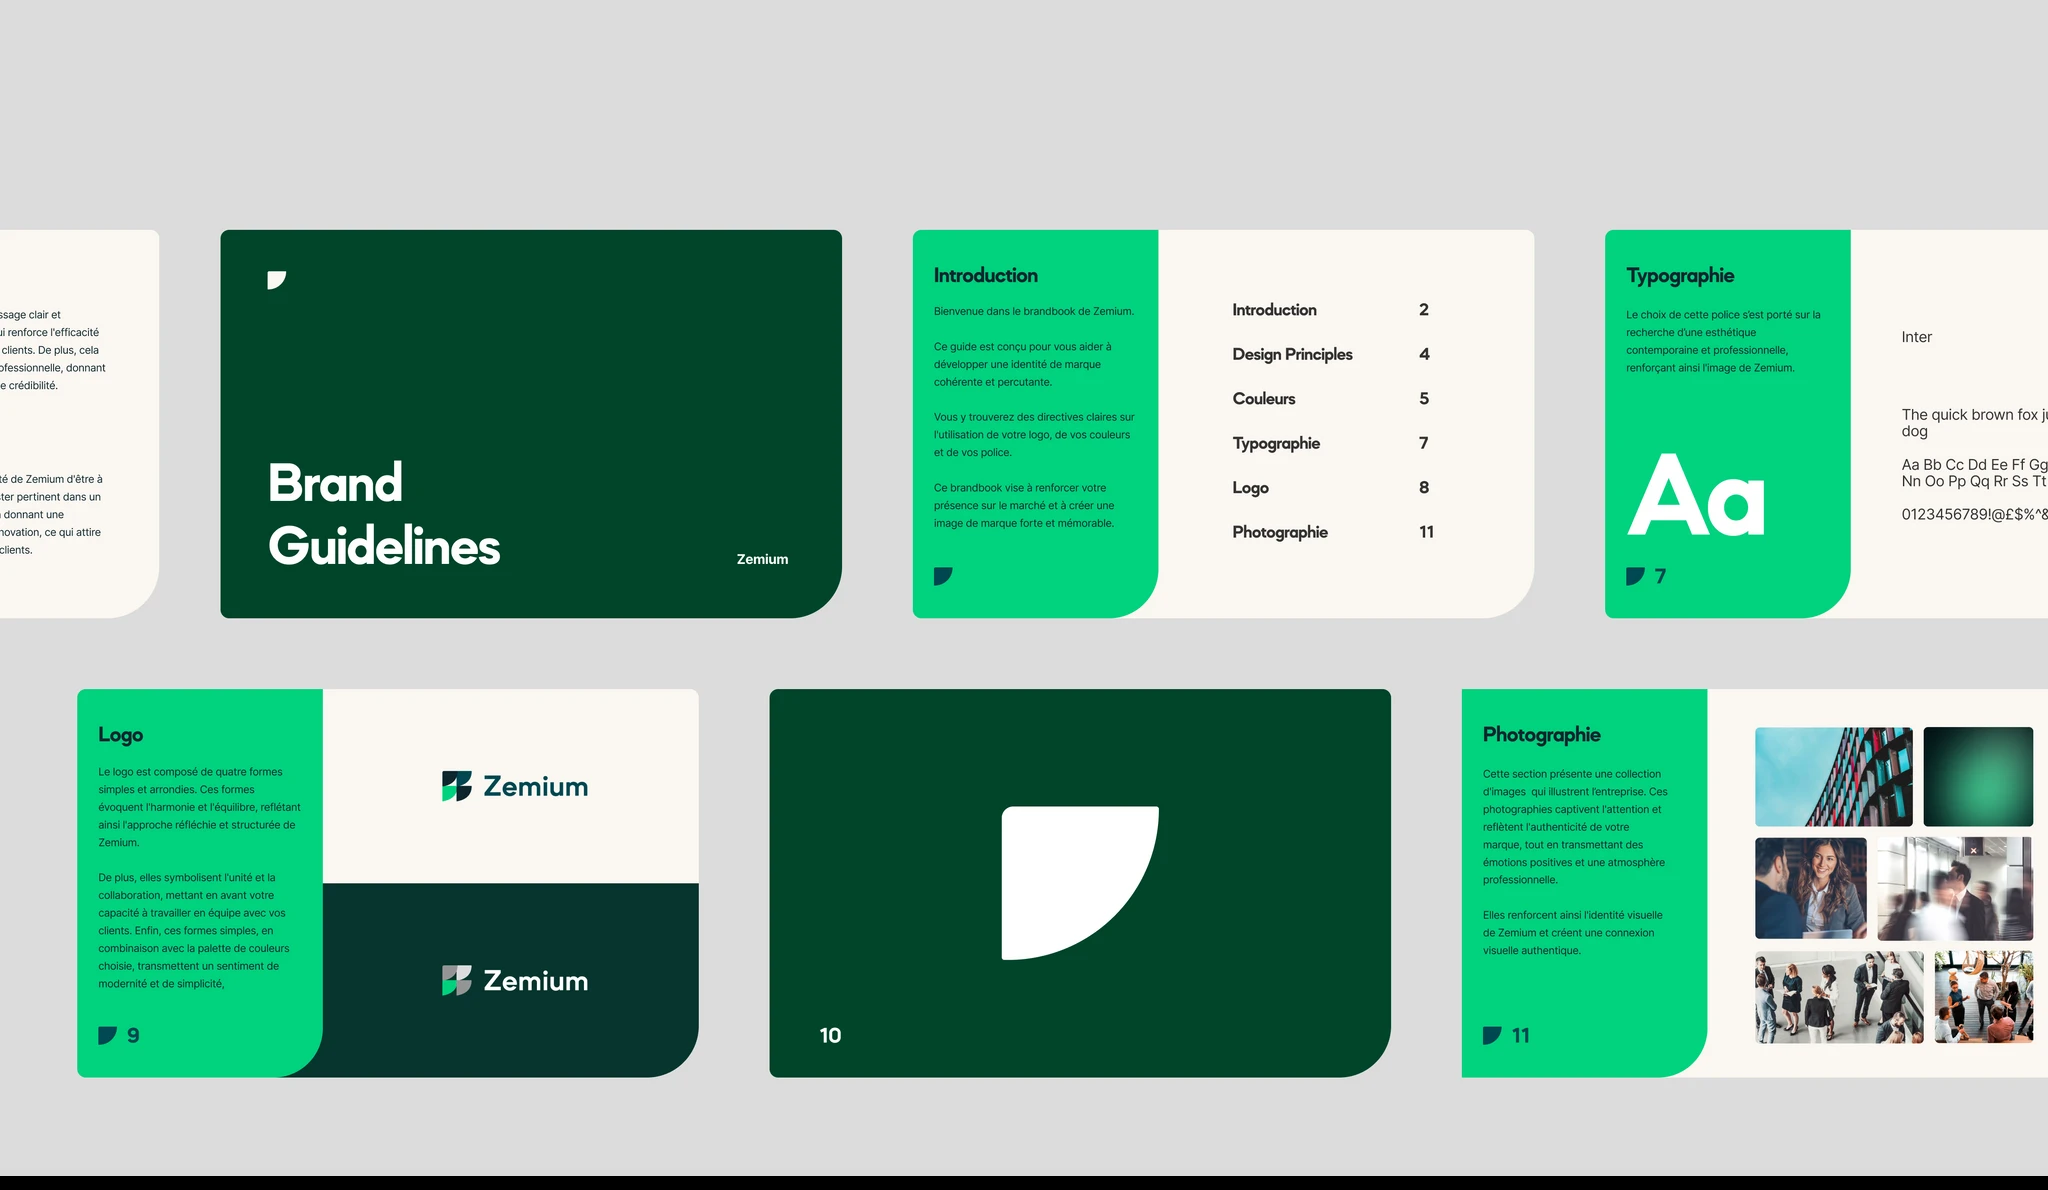 ssage clair et
ui renforce l'efficacité
clients. De plus, cela
ofessionnelle, donnant
e crédibilité.
té de Zemium d'être à
ster pertinent dans un
donnant une
novation, ce qui attire
clients.
Brand
Guidelines
Zemium
Introduction
Bienvenue dans le brandbook de Zemium.
Ce guide est conçu pour vous aider à
développer une identité de marque
cohérente et percutante.
Vous y trouverez des directives claires sur
l'utilisation de votre logo, de vos couleurs
et de vos police.
Ce brandbook vise à renforcer votre
présence sur le marché et à créer une
image de marque forte et mémorable.
Introduction 2
Design Principles 4
Couleurs 5
Typographie 7
Logo 8
Photographie 11
Typographie
Le choix de cette police s'est porté sur la
recherche d'une esthétique
contemporaine et professionnelle,
renforçant ainsi l'image de Zemium.
Aa
7
Inter
The quick brown fox ju
dog
Aa Bb Cc Dd Ee Ff Gg
Nn Oo Pp Qq Rr Ss Tt
0123456789!@£$%^&
Logo
Le logo est composé de quatre formes
simples et arrondies. Ces formes
évoquent l'harmonie et l'équilibre, reflétant
ainsi l'approche réfléchie et structurée de
Zemium.
De plus, elles symbolisent l'unité et la
collaboration, mettant en avant votre
capacité à travailler en équipe avec vos
clients. Enfin, ces formes simples, en
combinaison avec la palette de couleurs
choisie, transmettent un sentiment de
modernité et de simplicité,
9
Zemium
Zemium
10
Photographie
Cette section présente une collection
d'images  qui illustrent l'entreprise. Ces
photographies captivent l'attention et
reflètent l'authenticité de votre
marque, tout en transmettant des
émotions positives et une atmosphère
professionnelle.
Elles renforcent ainsi l'identité visuelle
de Zemium et créent une connexion
visuelle authentique.
11